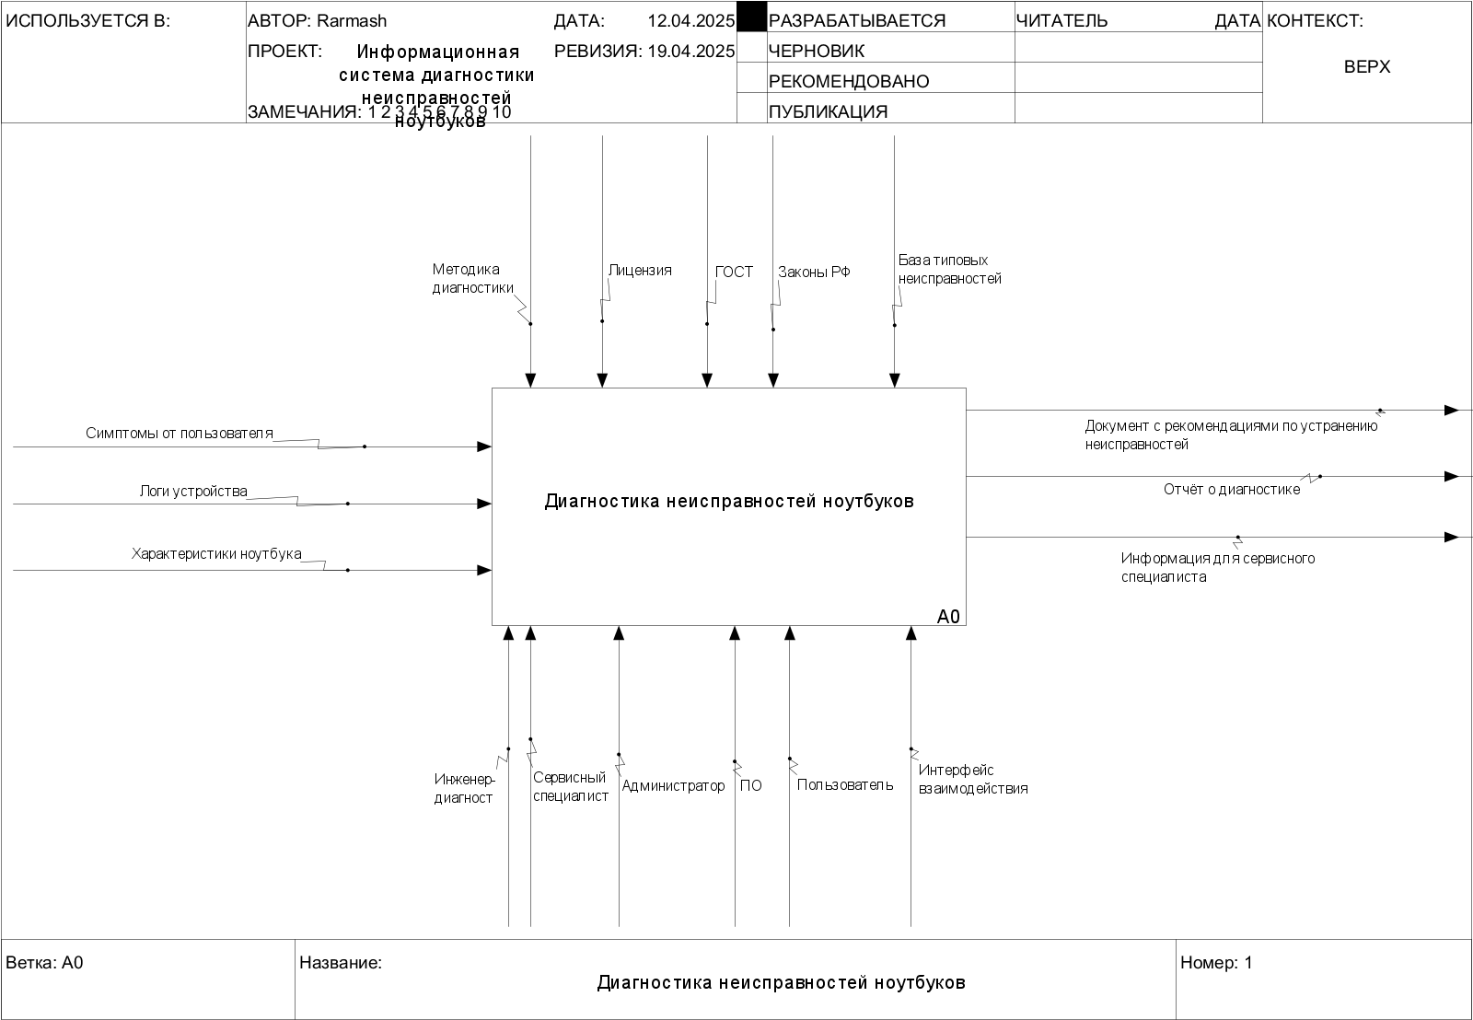 ИСПОЛЬЗУЕТСЯ В:
АВТОР: Rarmash
ДАТА: 12.04.2025
РАЗРАБАТЫВАЕТСЯ
ЧИТАТЕЛЬ
ДАТА
КОНТЕКСТ:
ПРОЕКТ:
Информационная
система диагностики
неисправностей
ноутбуков
РЕВИЗИЯ: 19.04.2025
ЧЕРНОВИК
РЕКОМЕНДОВАНО
ВЕРХ
ЗАМЕЧАНИЯ: 1 2 3 4 5 6 7 8 9 10
ПУБЛИКАЦИЯ
Методика
диагностики
Лицензия
ГОСТ
Законы РФ
База типовых
неисправностей
Симптомы от пользователя
Логи устройства
Характеристики ноутбука
Диагностика неисправностей ноутбуков
A0
Документ с рекомендациями по устранению
неисправностей
Отчёт о диагностике
Информация для сервисного
специалиста
Инженер-
диагност
Сервисный
специалист
Администратор
ПО
Пользователь
Интерфейс
взаимодействия
Ветка: A0
Название:
Диагностика неисправностей ноутбуков
Номер: 1